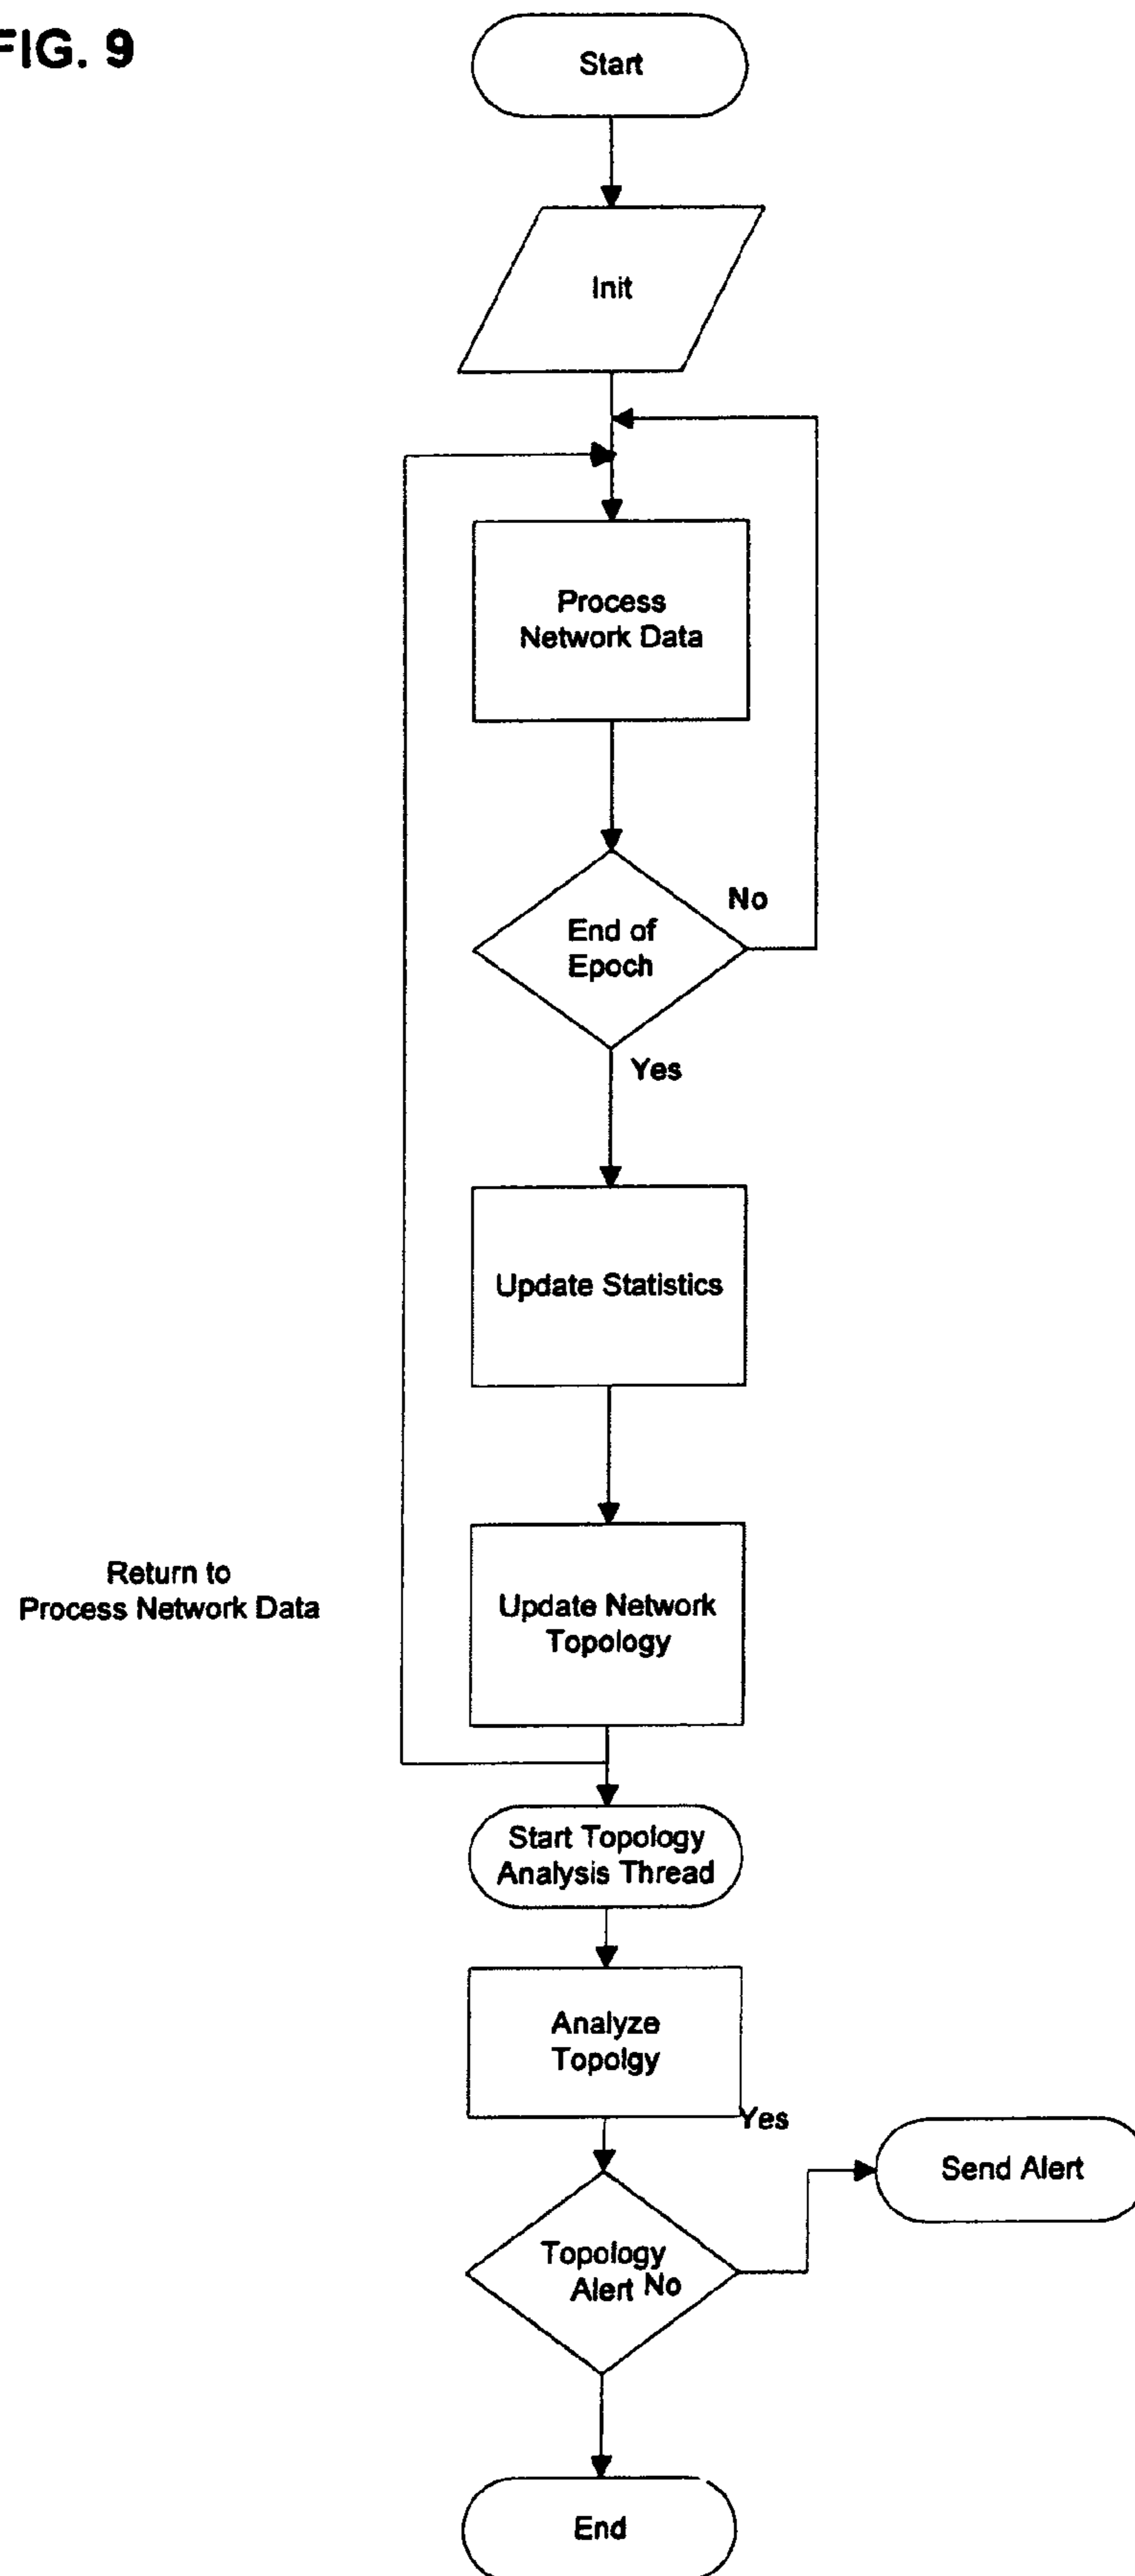 FIG. 9
Start
Init
Process
Network Data
End of
Epoch
No
Yes
Update Statistics
Return to
Process Network Data
Update Network
Topology
Start Topology
Analysis Thread
Analyze
Topolgy
Yes
Send Alert
Topology
Alert No
End